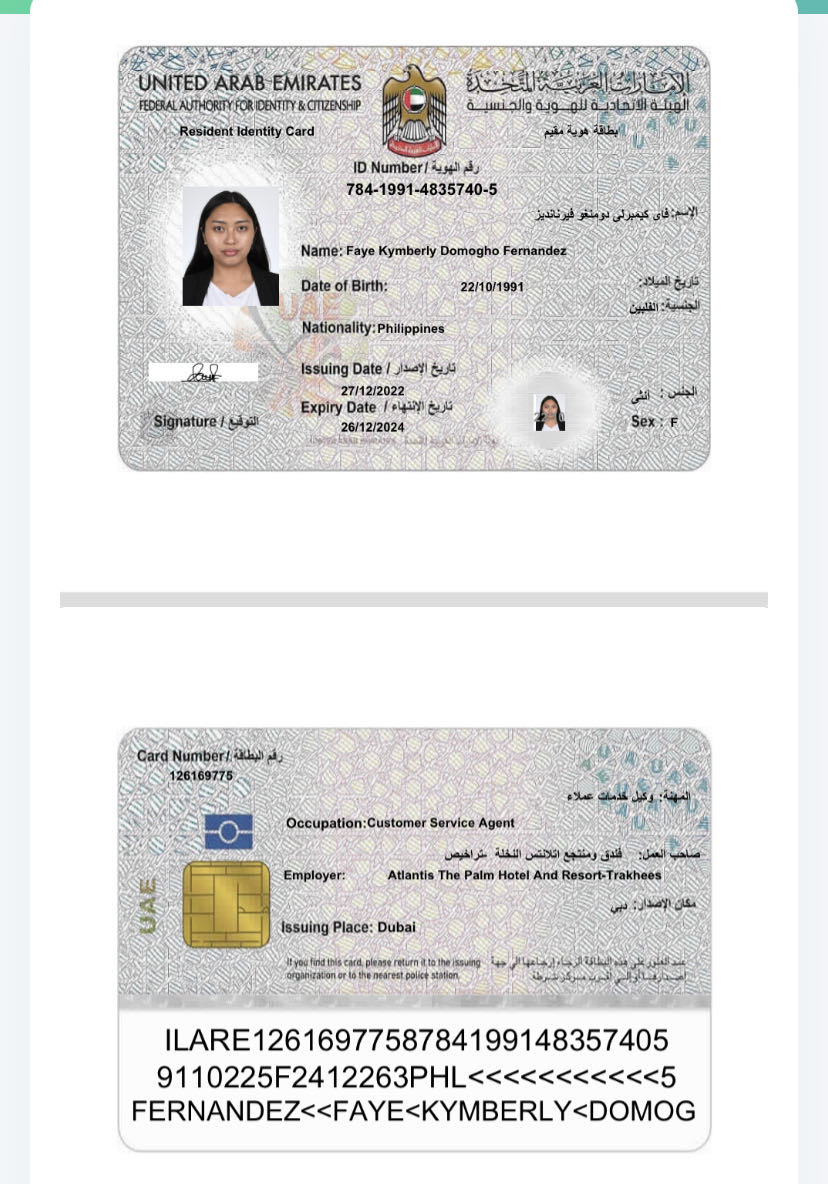 UNITED ARAB EMIRATES
الإمارات العربية المتحدة
FEDERAL AUTHORITY FOR IDENTITY & CITIZENSHIP
الهيئة الاتحادية للهوية والجنسية
Resident Identity Card
بطاقة هوية مقيم
ID Number / رقم الهوية
784-1991-4835740-5
الإسم: فاي كيمبرلي دومنغو فيرنانديز
Name: Faye Kymberly Domogho Fernandez
تاريخ الميلاد:
Date of Birth: 22/10/1991
الجنسية: الفلبين
Nationality: Philippines
Issuing Date / تاريخ الإصدار
27/12/2022
Expiry Date / تاريخ الإنتهاء
26/12/2024
الجنس : انثى
Sex : F
Signature / التوقيع
UAE
Card Number / رقم البطاقة
126169775
المهنة: وكيل خدمات عملاء
Occupation: Customer Service Agent
صاحب العمل: فندق ومنتجع اتلانتس النخلة -تراخيص
Employer: Atlantis The Palm Hotel And Resort-Trakhees
مكان الإصدار: دبي
Issuing Place: Dubai
UAE
If you find this card, please return it to the issuing
organization or to the nearest police station.
عند العثور على هذه البطاقة الرجاء إرجاعها الى جهة
اصدارها أو الى أقرب مركز شرطة
ILARE1261697758784199148357405
9110225F2412263PHL<<<<<<<<<<<5
FERNANDEZ<<FAYE<KYMBERLY<DOMOG